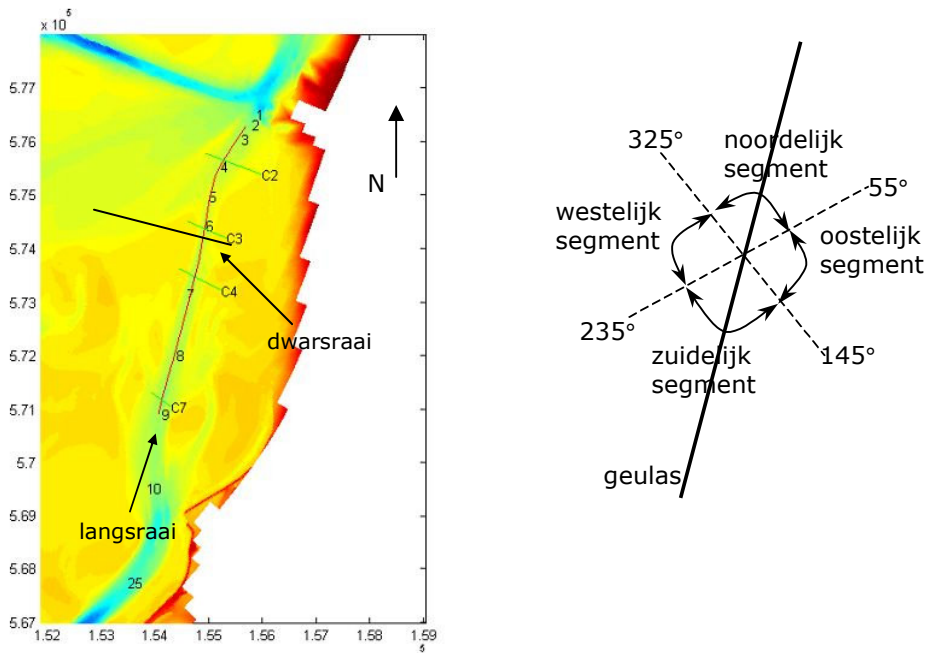 x 10
5
5.77
5.76
5.75
5.74
5.73
5.72
5.71
5.7
5.69
5.68
5.67
1.52 1.53 1.54 1.55 1.56 1.57 1.58 1.59
5
1
2
3
4
C2
5
6
C3
C4
7
8
C7
9
10
25
N
dwarsraai
langsraai
325°
noordelijk
segment
55°
westelijk
segment
oostelijk
segment
235°
zuidelijk
segment
145°
geulas